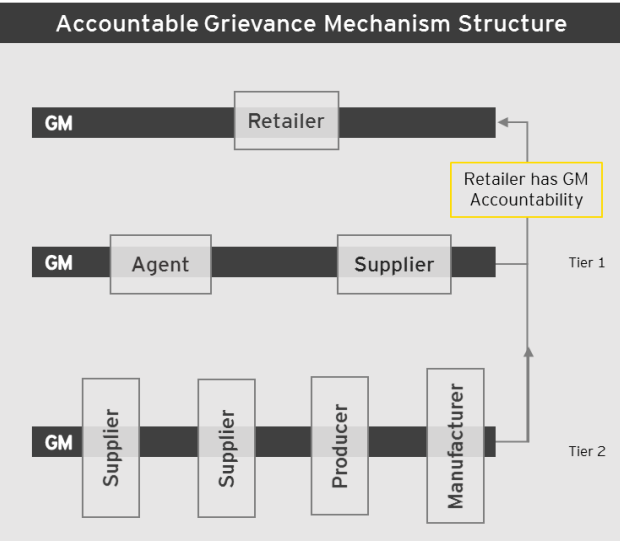 Accountable Grievance Mechanism Structure
GM
Retailer
Retailer has GM
Accountability
GM
Agent
Supplier
Tier 1
GM
Supplier
Supplier
Producer
Manufacturer
Tier 2